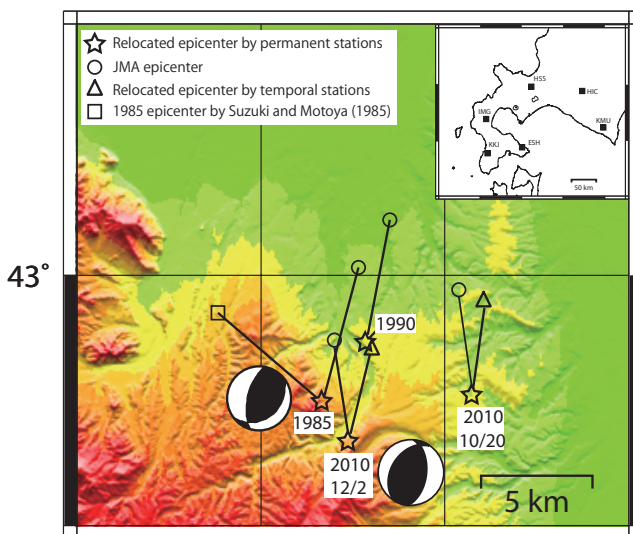 Relocated epicenter by permanent stations
JMA epicenter
Relocated epicenter by temporal stations
1985 epicenter by Suzuki and Motoya (1985)
HSS
HIC
IMG
KMU
KKJ
ESH
50 km
43°
1990
1985
2010
10/20
2010
12/2
5 km